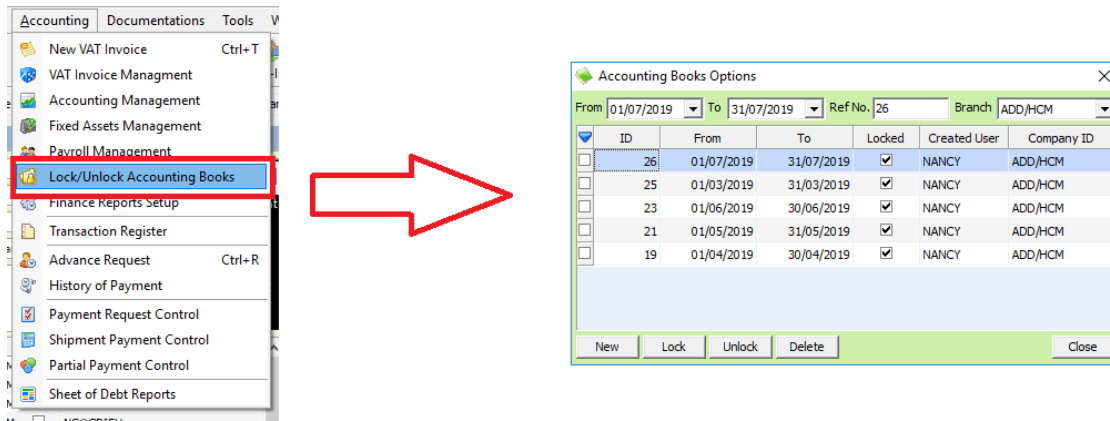 Accounting Documentations Tools
New VAT Invoice Ctrl+T
VAT Invoice Managment
Accounting Management
Fixed Assets Management
Payroll Management
Lock/Unlock Accounting Books
Finance Reports Setup
Transaction Register
Advance Request Ctrl+R
History of Payment
Payment Request Control
Shipment Payment Control
Partial Payment Control
Sheet of Debt Reports
Accounting Books Options
From 01/07/2019 To 31/07/2019 Ref No. 26 Branch ADD/HCM
ID From To Locked Created User Company ID
26 01/07/2019 31/07/2019 NANCY ADD/HCM
25 01/03/2019 31/03/2019 NANCY ADD/HCM
23 01/06/2019 30/06/2019 NANCY ADD/HCM
21 01/05/2019 31/05/2019 NANCY ADD/HCM
19 01/04/2019 30/04/2019 NANCY ADD/HCM
New Lock Unlock Delete Close